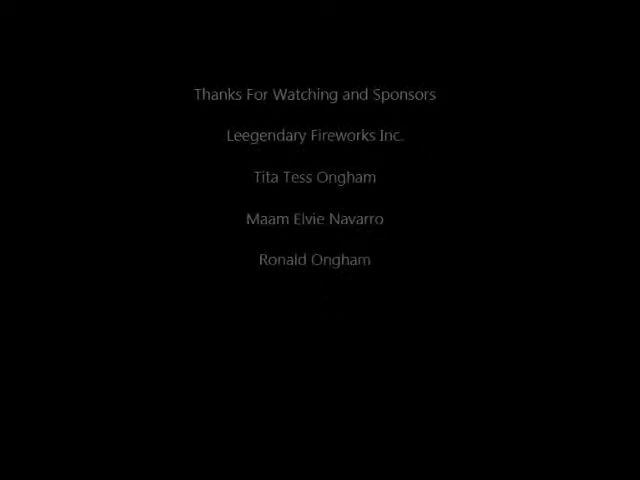 Thanks For Watching and Sponsors
Leegendary Fireworks Inc.
Tita Tess Ongham
Maam Elvie Navarro
Ronald Ongham